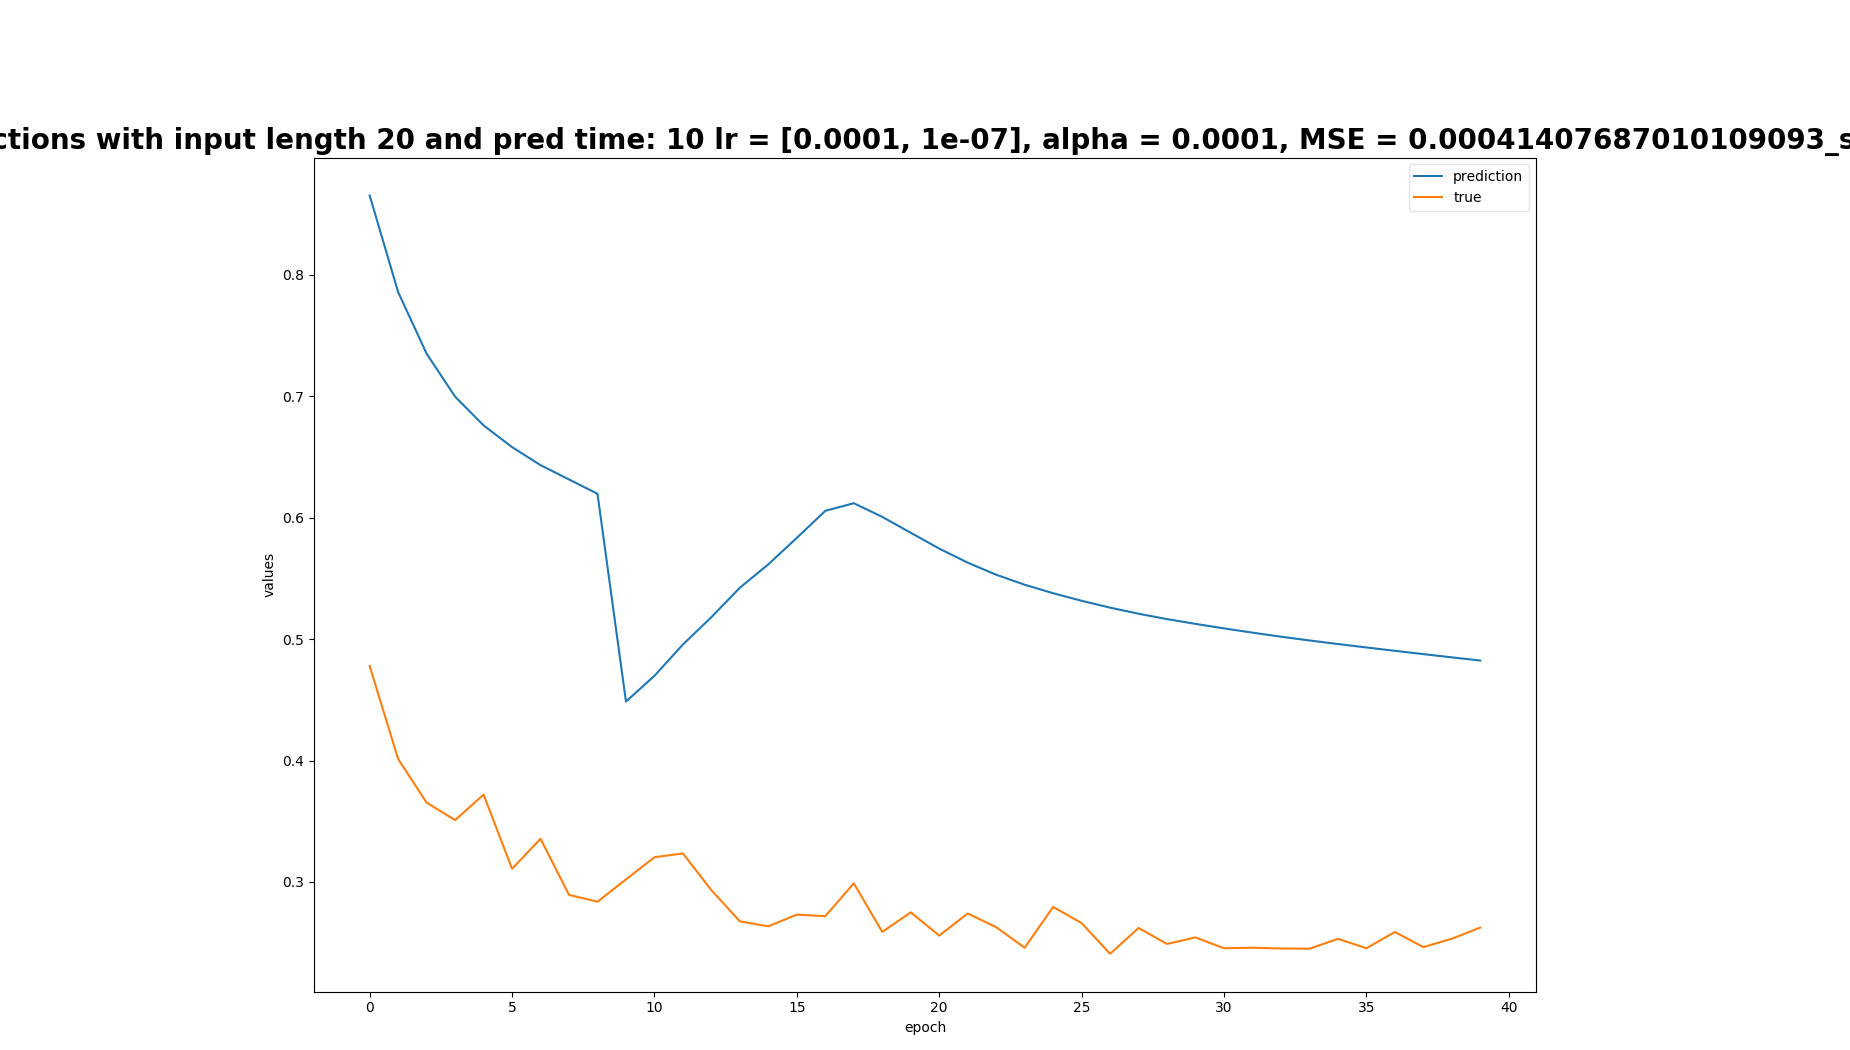 ctions with input length 20 and pred time: 10 lr = [0.0001, 1e-07], alpha = 0.0001, MSE = 0.00041407687010109093_s
prediction
true
0.8
0.7
0.6
0.5
0.4
0.3
values
0 5 10 15 20 25 30 35 40
epoch